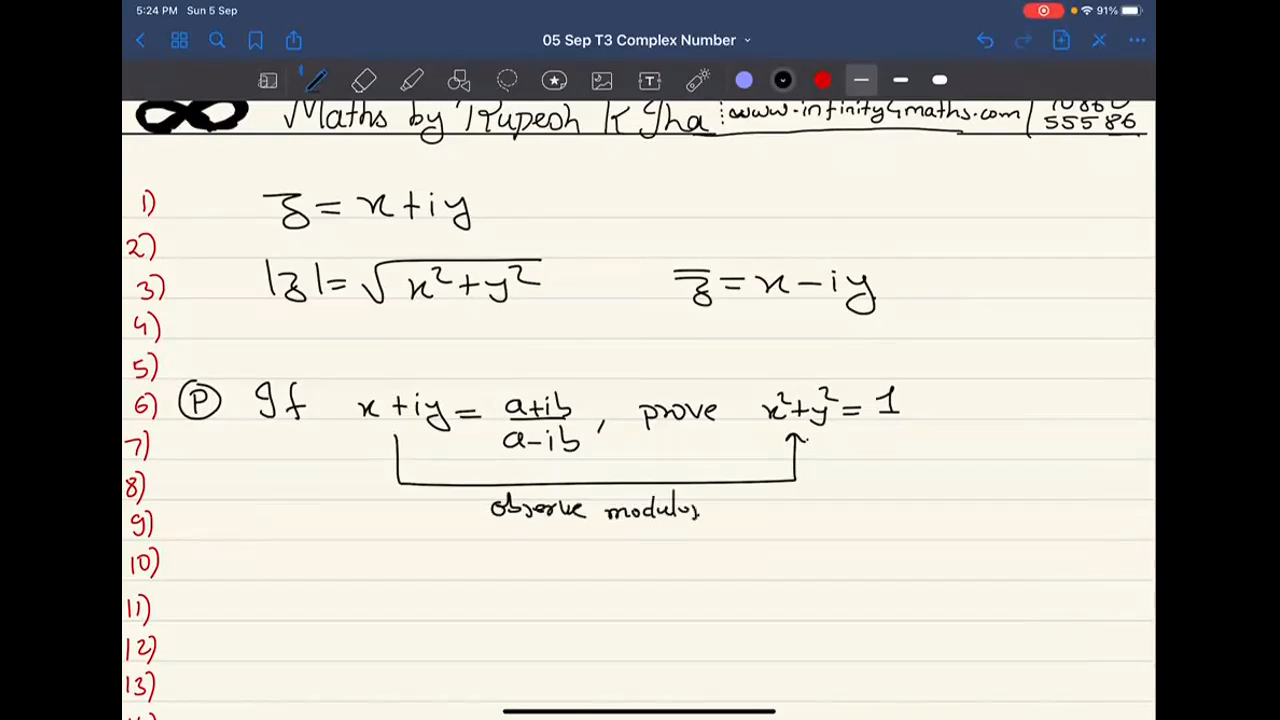 5:24 PM Sun 5 Sep 91%
05 Sep T3 Complex Number
Maths by Rupesh K Jha www.infinity4maths.com
55586
1) z = x + iy
2)
3) |z| = √x² + y² z̅ = x - iy
4)
5)
6) P If x + iy = a+ib / a-ib , prove x² + y² = 1
7)
8)
9) observe modulus
10)
11)
12)
13)